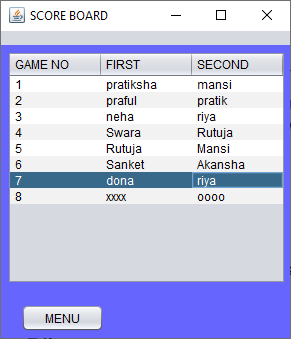 SCORE BOARD
GAME NO FIRST SECOND
1 pratiksha mansi
2 praful pratik
3 neha riya
4 Swara Rutuja
5 Rutuja Mansi
6 Sanket Akansha
7 dona riya
8 xxxx oooo
MENU